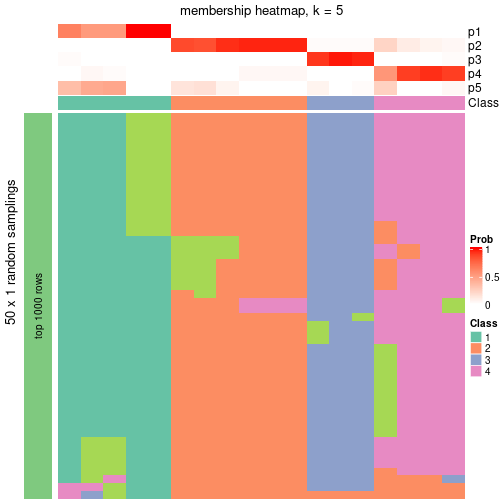 membership heatmap, k = 5
p1
p2
p3
p4
p5
Class
50 x 1 random samplings
top 1000 rows
Prob
1
0.5
0
Class
1
2
3
4